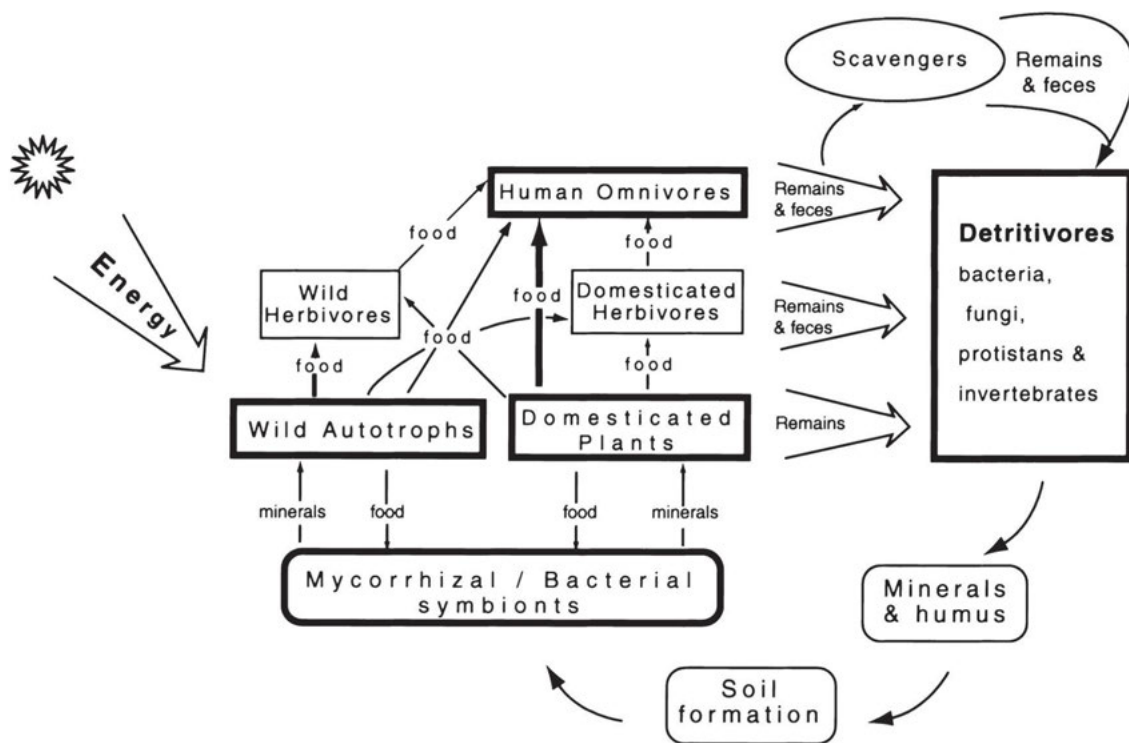 Scavengers
Remains
& feces
Human Omnivores
Remains
& feces
Energy
food
food
food
Wild
Herbivores
Domesticated
Herbivores
Remains
& feces
Detritivores
bacteria,
fungi,
protistans &
invertebrates
food
food
food
Wild Autotrophs
Domesticated
Plants
Remains
minerals
food
food
minerals
Mycorrhizal / Bacterial
symbionts
Minerals
& humus
Soil
formation